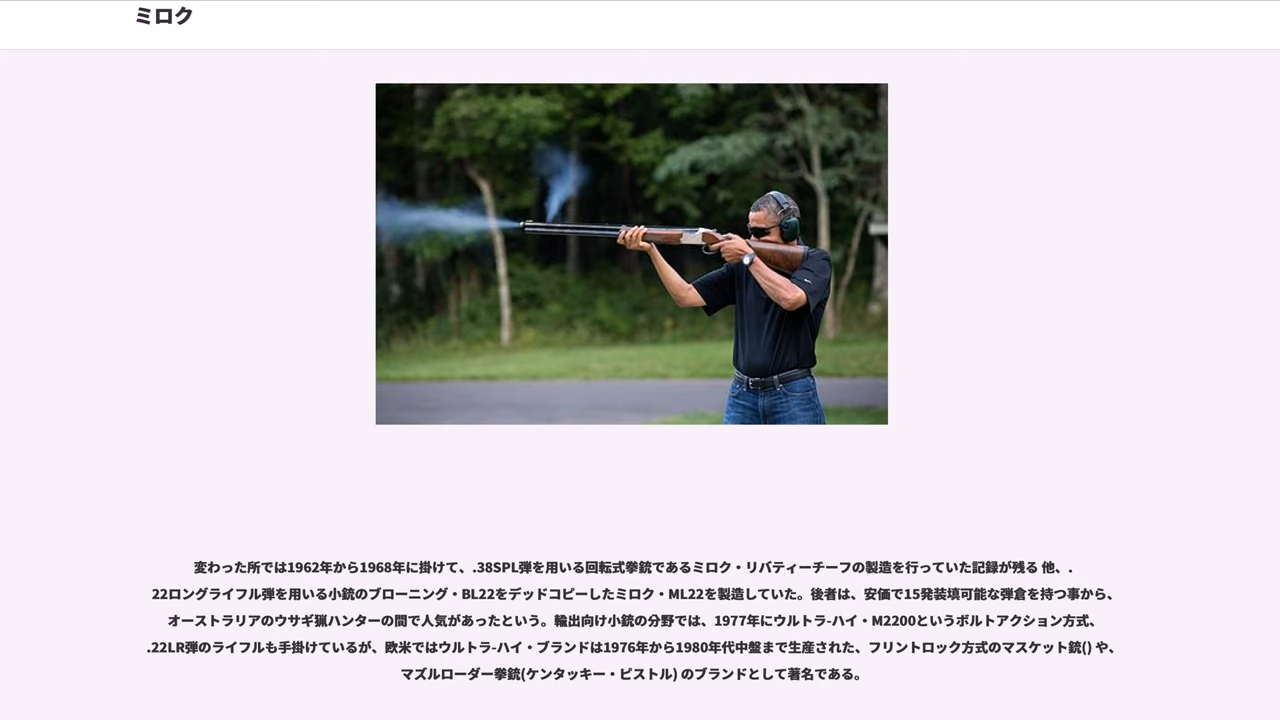 ミロク
変わった所では1962年から1968年に掛けて、.38SPL弾を用いる回転式拳銃であるミロク・リバティーチーフの製造を行っていた記録が残る 他、.
22ロングライフル弾を用いる小銃のブローニング・BL22をデッドコピーしたミロク・ML22を製造していた。後者は、安価で15発装填可能な弾倉を持つ事から、
オーストラリアのウサギ猟ハンターの間で人気があったという。輸出向け小銃の分野では、1977年にウルトラ-ハイ・M2200というボルトアクション方式、
.22LR弾のライフルも手掛けているが、欧米ではウルトラ-ハイ・ブランドは1976年から1980年代中盤まで生産された、フリントロック方式のマスケット銃() や、
マズルローダー拳銃(ケンタッキー・ピストル) のブランドとして著名である。